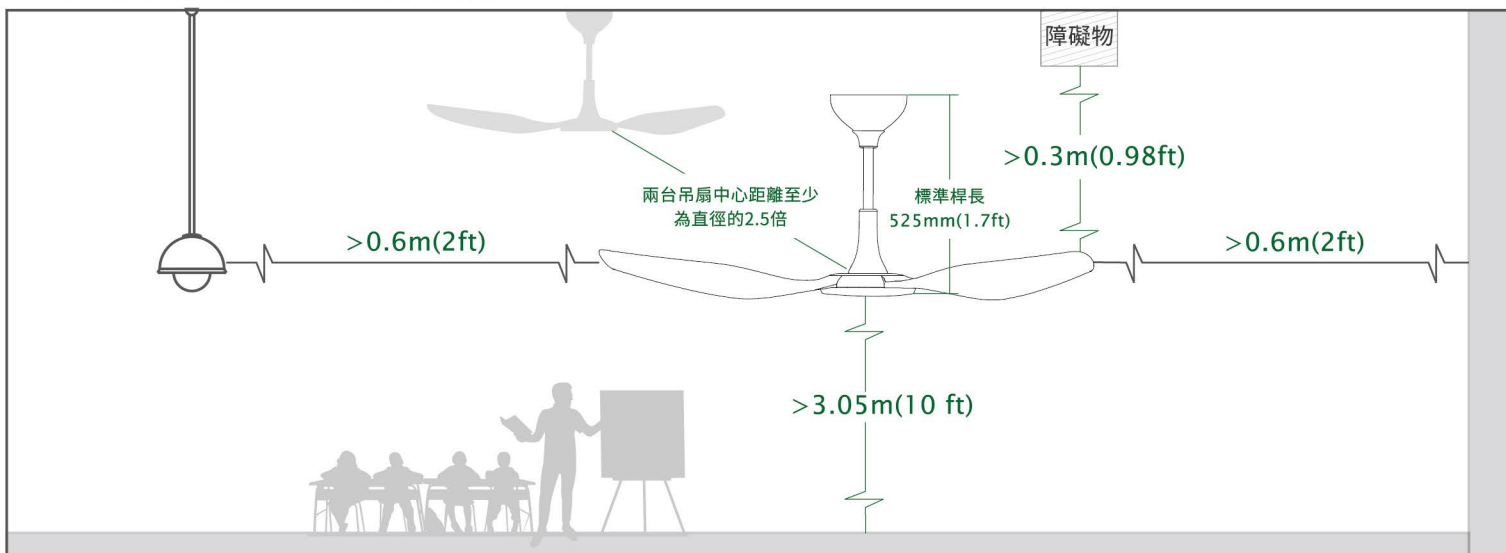 障礙物
>0.3m(0.98ft)
兩台吊扇中心距離至少
為直徑的2.5倍
標準桿長
525mm(1.7ft)
>0.6m(2ft)
>0.6m(2ft)
>3.05m(10 ft)